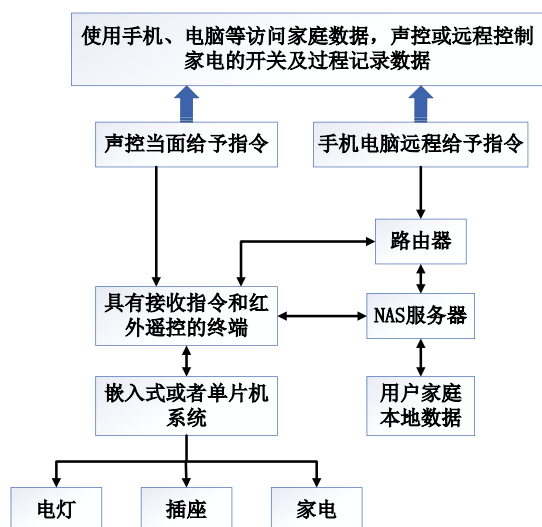 使用手机、电脑等访问家庭数据，声控或远程控制
家电的开关及过程记录数据
声控当面给予指令
手机电脑远程给予指令
路由器
具有接收指令和红
外遥控的终端
NAS服务器
嵌入式或者单片机
系统
用户家庭
本地数据
电灯
插座
家电